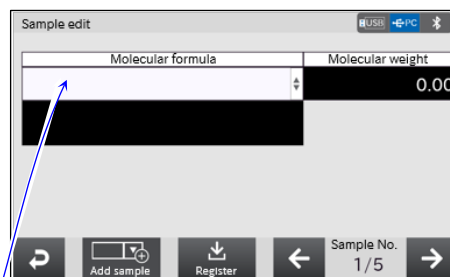 Sample edit
USB
PC
Molecular formula
Molecular weight
0.00
Add sample
Register
Sample No.
1/5